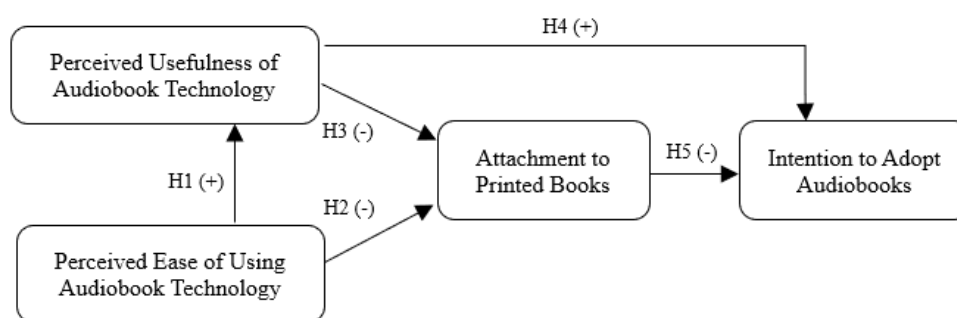 H4 (+)
Perceived Usefulness of
Audiobook Technology
H3 (-)
Attachment to
Printed Books
H5 (-)
Intention to Adopt
Audiobooks
H1 (+)
H2 (-)
Perceived Ease of Using
Audiobook Technology